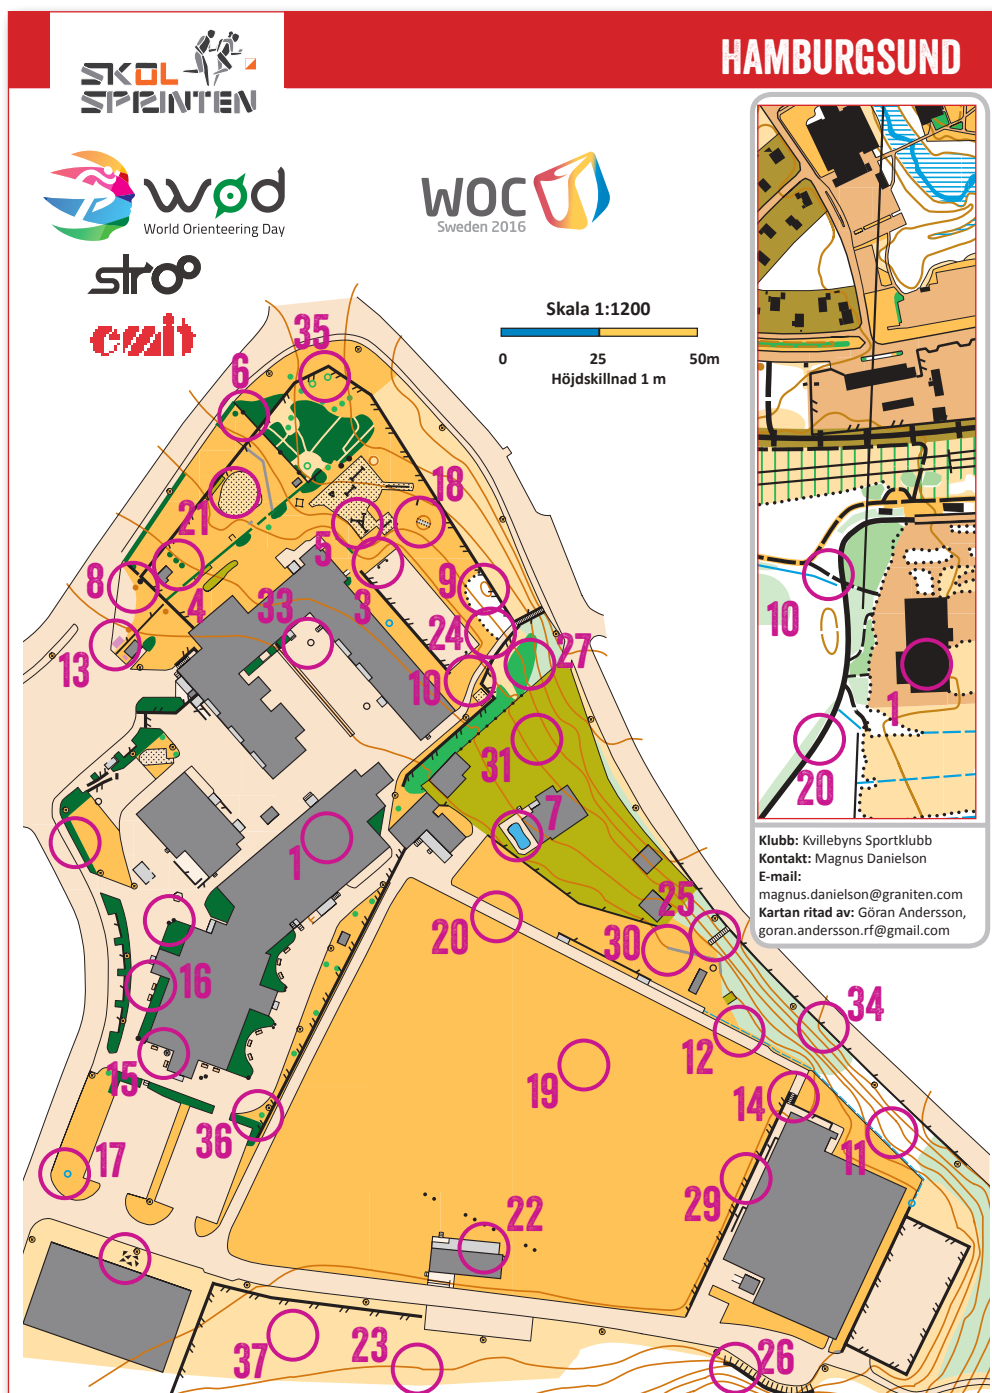 HAMBURGSUND
SKOL
SPRINTEN
wod
World Orienteering Day
WOC
Sweden 2016
stroo
emit
Skala 1:1200
0 25 50m
Höjdskillnad 1 m
35
6
18
21
5
8
4
33
3
9
24
27
13
10
31
7
1
20
25
30
16
34
12
15
19
14
36
11
17
29
22
37
23
26
10
1
20
Klubb: Kvillebyns Sportklubb
Kontakt: Magnus Danielson
E-mail:
magnus.danielson@graniten.com
Kartan ritad av: Göran Andersson,
goran.andersson.rf@gmail.com